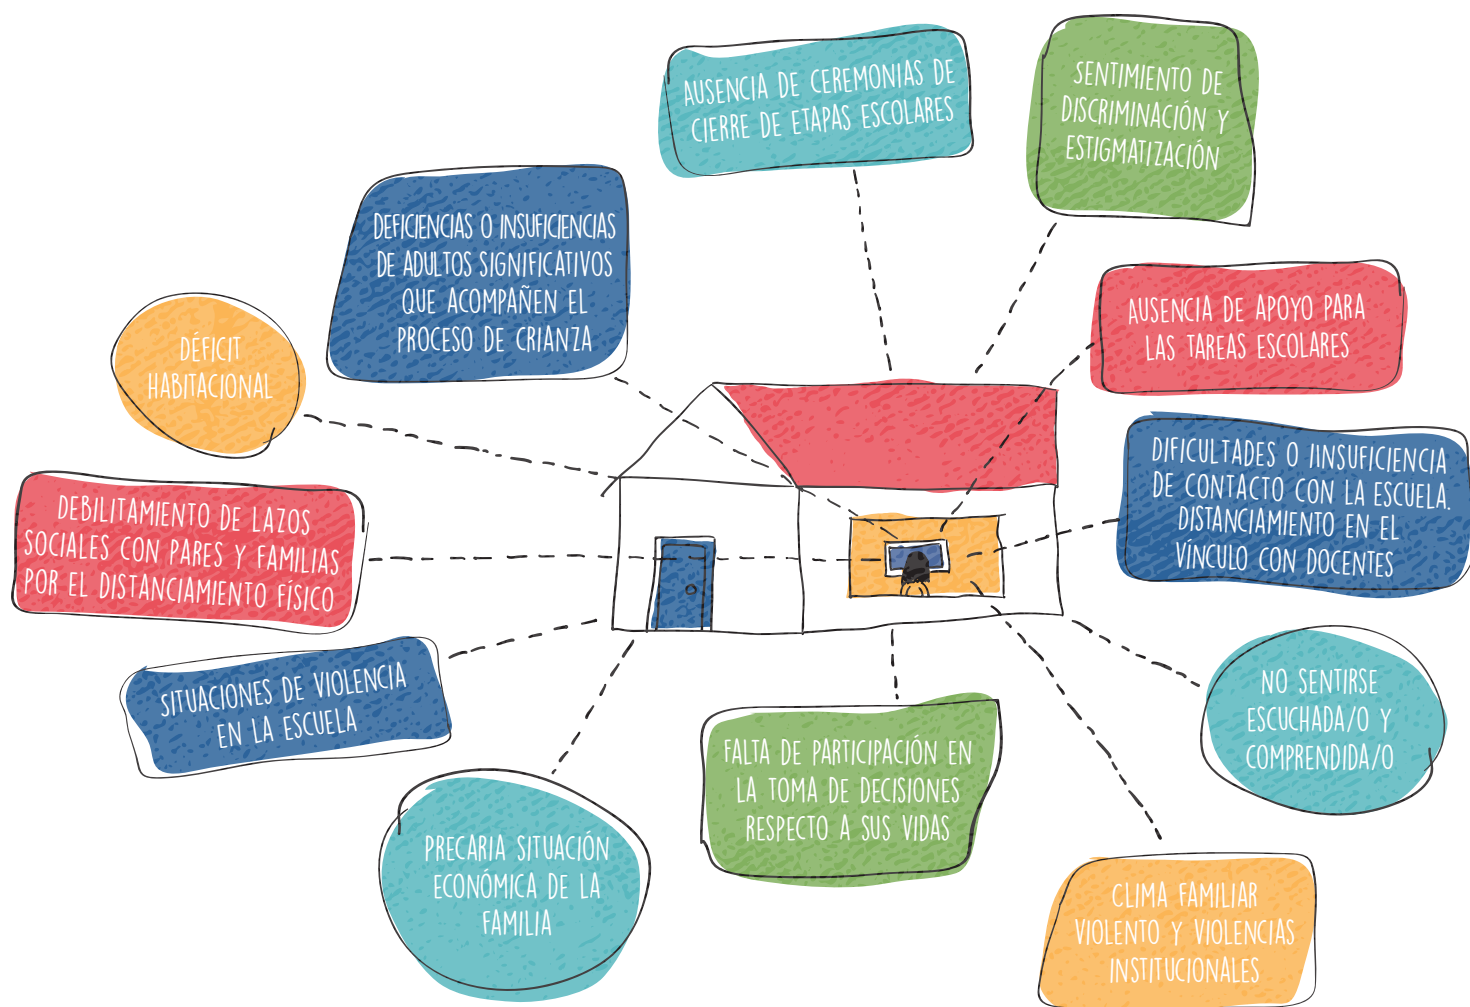 AUSENCIA DE CEREMONIAS DE
CIERRE DE ETAPAS ESCOLARES
SENTIMIENTO DE
DISCRIMINACIÓN Y
ESTIGMATIZACIÓN
DEFICIENCIAS O INSUFICIENCIAS
DE ADULTOS SIGNIFICATIVOS
QUE ACOMPAÑEN EL
PROCESO DE CRIANZA
AUSENCIA DE APOYO PARA
LAS TAREAS ESCOLARES
DÉFICIT
HABITACIONAL
DIFICULTADES O INSUFICIENCIA
DE CONTACTO CON LA ESCUELA.
DISTANCIAMIENTO EN EL
VÍNCULO CON DOCENTES
DEBILITAMIENTO DE LAZOS
SOCIALES CON PARES Y FAMILIAS
POR EL DISTANCIAMIENTO FÍSICO
SITUACIONES DE VIOLENCIA
EN LA ESCUELA
NO SENTIRSE
ESCUCHADA/O Y
COMPRENDIDA/O
FALTA DE PARTICIPACIÓN EN
LA TOMA DE DECISIONES
RESPECTO A SUS VIDAS
PRECARIA SITUACIÓN
ECONÓMICA DE LA
FAMILIA
CLIMA FAMILIAR
VIOLENTO Y VIOLENCIAS
INSTITUCIONALES